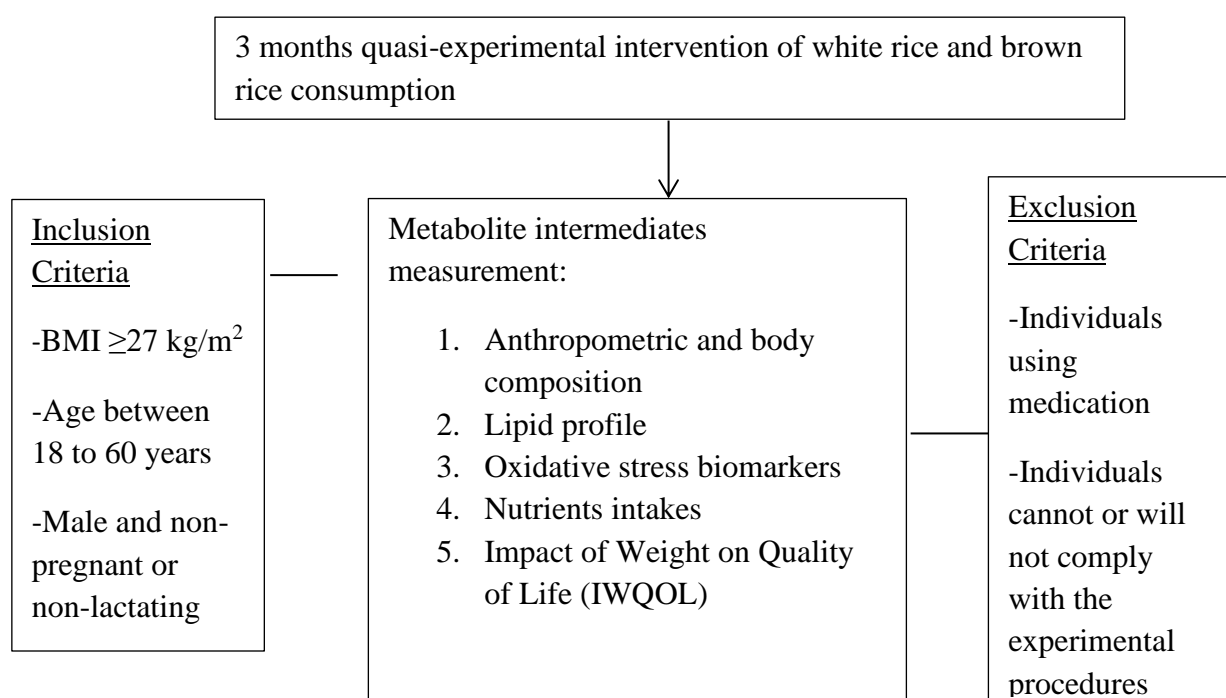 3 months quasi-experimental intervention of white rice and brown
rice consumption
Inclusion
Criteria
-BMI ≥27 kg/m²
-Age between
18 to 60 years
-Male and non-
pregnant or
non-lactating
Metabolite intermediates
measurement:
1. Anthropometric and body
composition
2. Lipid profile
3. Oxidative stress biomarkers
4. Nutrients intakes
5. Impact of Weight on Quality
of Life (IWQOL)
Exclusion
Criteria
-Individuals
using
medication
-Individuals
cannot or will
not comply
with the
experimental
procedures